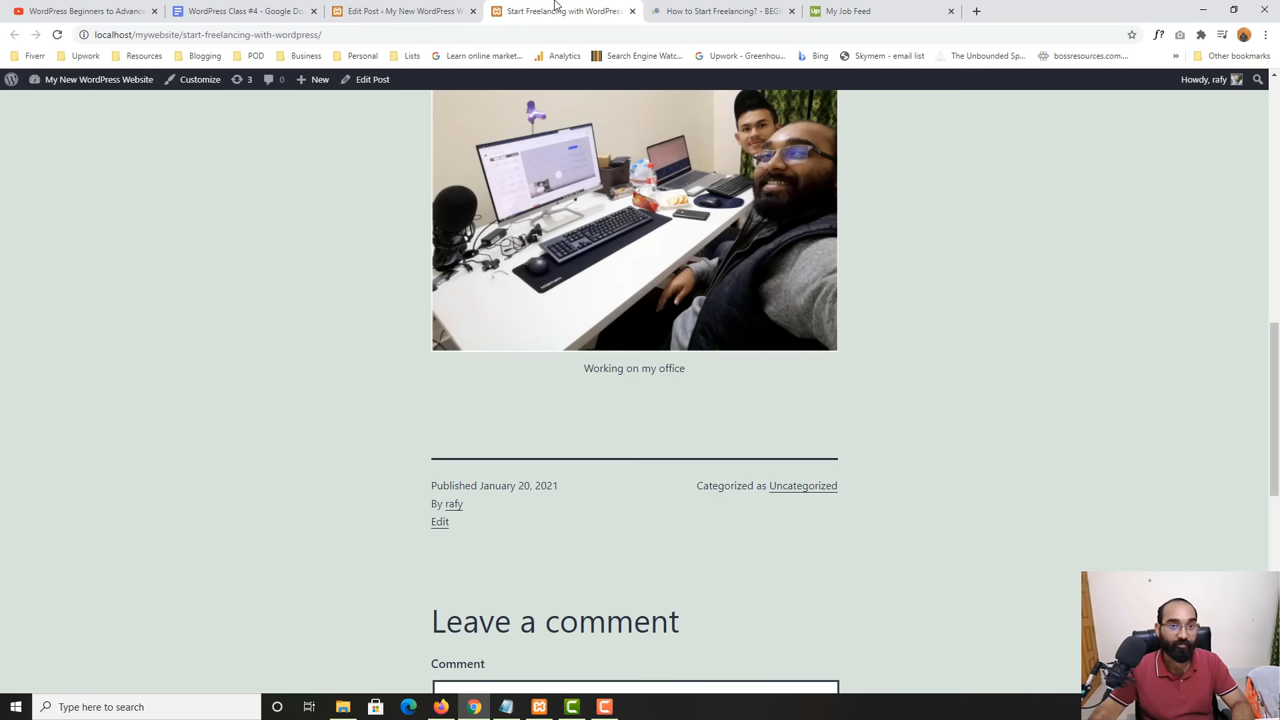 WordPress Beginners to Advance
WordPress Class #4 - Google Do
Edit Post ‹ My New WordPress W
Start Freelancing with WordPress
How to Start Freelancing? - BEGI
My Job Feed
localhost/mywebsite/start-freelancing-with-wordpress/
Fiverr
Upwork
Resources
Business
Blogging
POD
Personal
Lists
Learn online market...
Analytics
Search Engine Watc...
Upwork - Greenhou...
Bing
Skymem - email list
The Unbounded Sp...
bossresources.com...
Other bookmarks
My New WordPress Website
Customize
3
0
New
Edit Post
Howdy, rafy
Working on my office
Published January 20, 2021
Categorized as Uncategorized
By rafy
Edit
Leave a comment
Comment
Type here to search